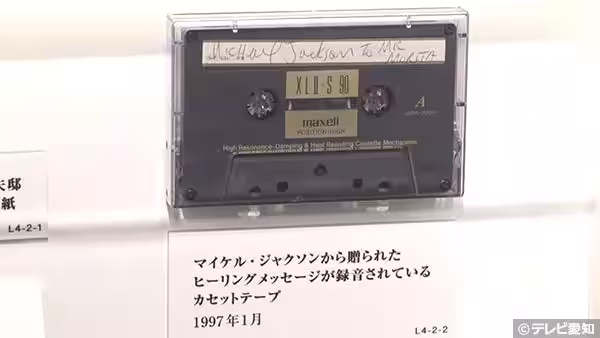 Michael Jackson TO MR MORITA
XLII-S 90
A
maxell
POSITION HIGH
High Resonance-Damping & Heat Resisting Cassette Mechanism
夫邸
紙
L4-2-1
マイケル・ジャクソンから贈られた
ヒーリングメッセージが録音されている
カセットテープ
1997年1月
L4-2-2
©テレビ愛知